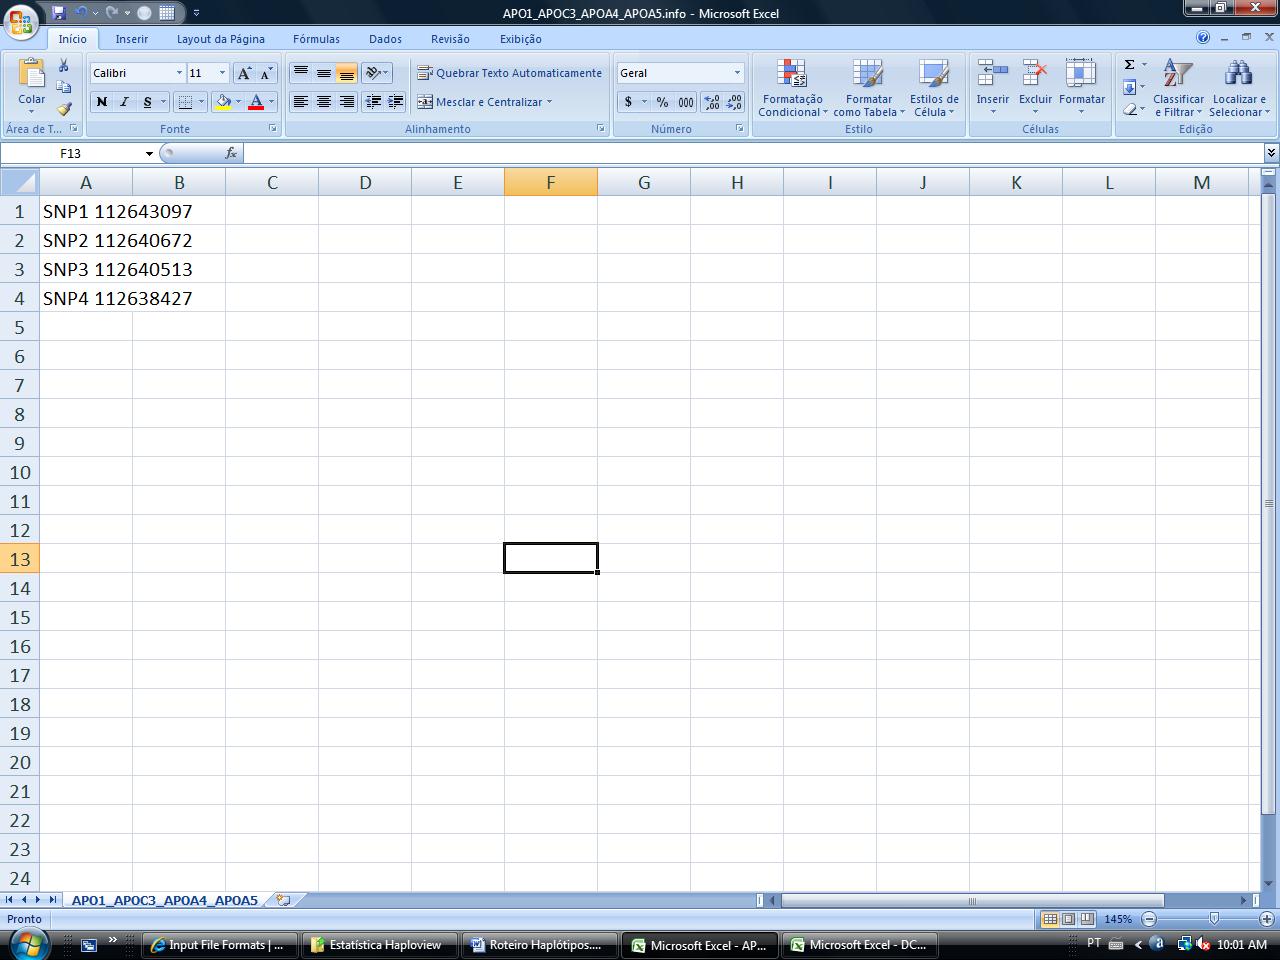 APO1_APOC3_APOA4_APOA5.info - Microsoft Excel
Início Inserir Layout da Página Fórmulas Dados Revisão Exibição
Colar
Área de T...
Calibri 11
N I S
Fonte
Quebrar Texto Automaticamente
Mesclar e Centralizar
Alinhamento
Geral
$ % 000
Número
Formatação Condicional
Formatar como Tabela
Estilos de Célula
Estilo
Inserir Excluir Formatar
Células
Classificar e Filtrar
Localizar e Selecionar
Edição
F13 fx
A B C D E F G H I J K L M
1 SNP1 112643097
2 SNP2 112640672
3 SNP3 112640513
4 SNP4 112638427
5
6
7
8
9
10
11
12
13
14
15
16
17
18
19
20
21
22
23
24
APO1_APOC3_APOA4_APOA5
Pronto 145%
Input File Formats | ... Estatística Haploview Roteiro Haplótipos.... Microsoft Excel - AP... Microsoft Excel - DC... PT 10:01 AM